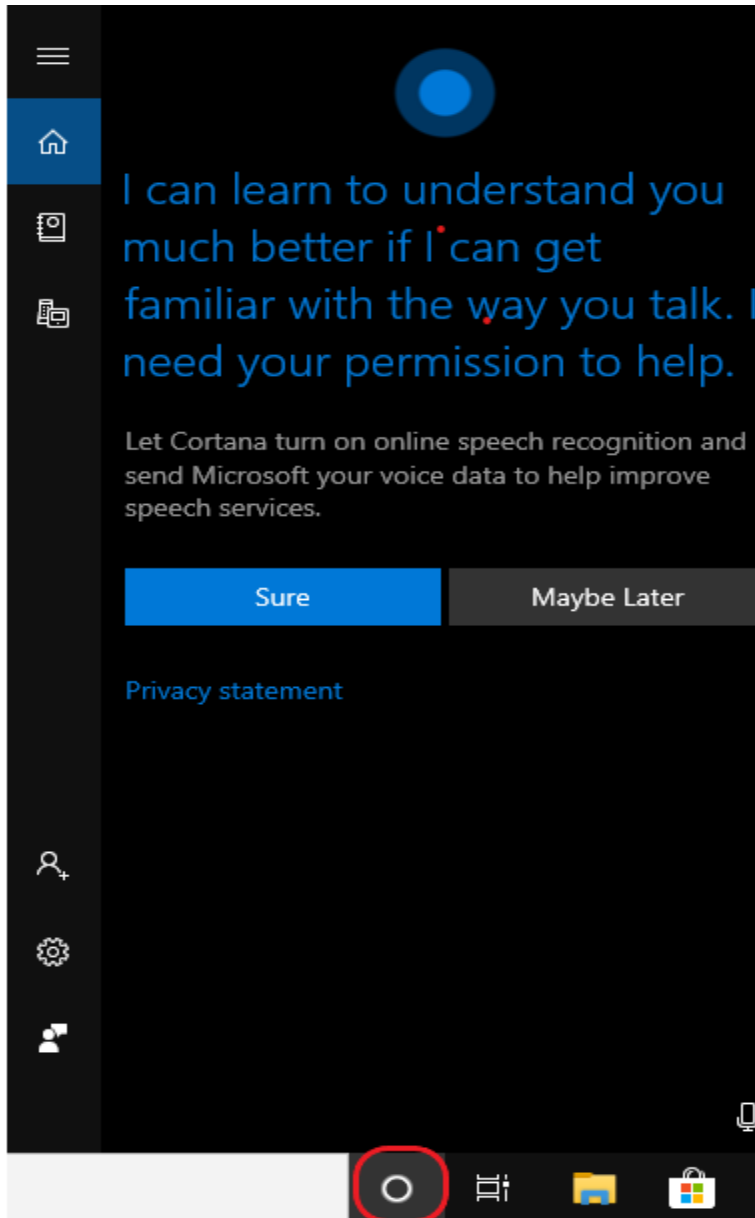 I can learn to understand you
much better if I can get
familiar with the way you talk. I
need your permission to help.
Let Cortana turn on online speech recognition and
send Microsoft your voice data to help improve
speech services.
Sure Maybe Later
Privacy statement